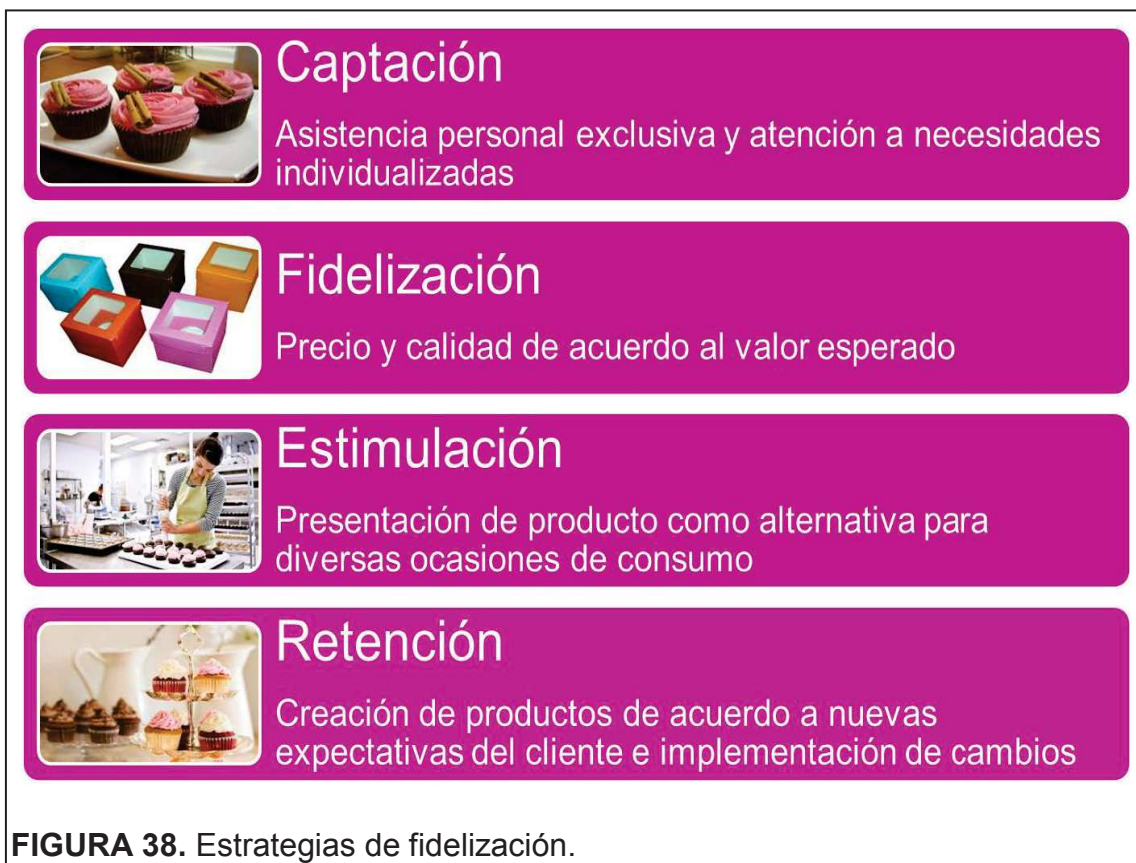 Captación
Asistencia personal exclusiva y atención a necesidades
individualizadas
Fidelización
Precio y calidad de acuerdo al valor esperado
Estimulación
Presentación de producto como alternativa para
diversas ocasiones de consumo
Retención
Creación de productos de acuerdo a nuevas
expectativas del cliente e implementación de cambios
FIGURA 38. Estrategias de fidelización.